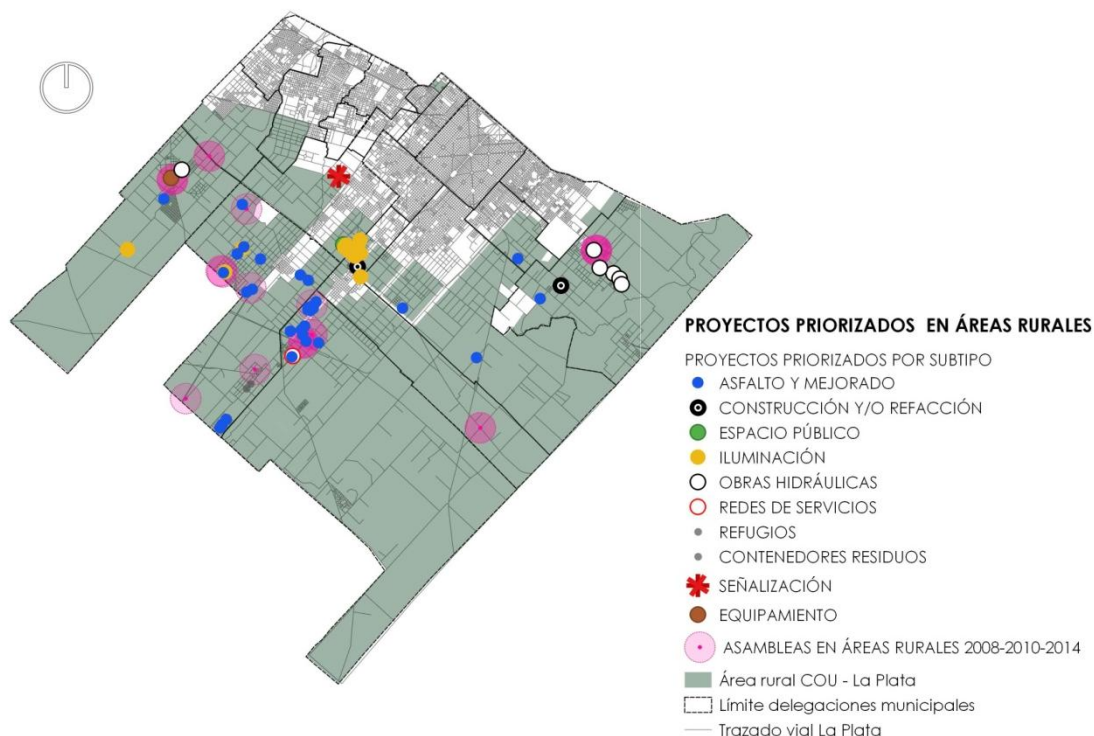 PROYECTOS PRIORIZADOS EN ÁREAS RURALES
PROYECTOS PRIORIZADOS POR SUBTIPO
ASFALTO Y MEJORADO
CONSTRUCCIÓN Y/O REFACCIÓN
ESPACIO PÚBLICO
ILUMINACIÓN
OBRAS HIDRÁULICAS
REDES DE SERVICIOS
REFUGIOS
CONTENEDORES RESIDUOS
SEÑALIZACIÓN
EQUIPAMIENTO
ASAMBLEAS EN ÁREAS RURALES 2008-2010-2014
Área rural COU - La Plata
Límite delegaciones municipales
Trazado vial La Plata